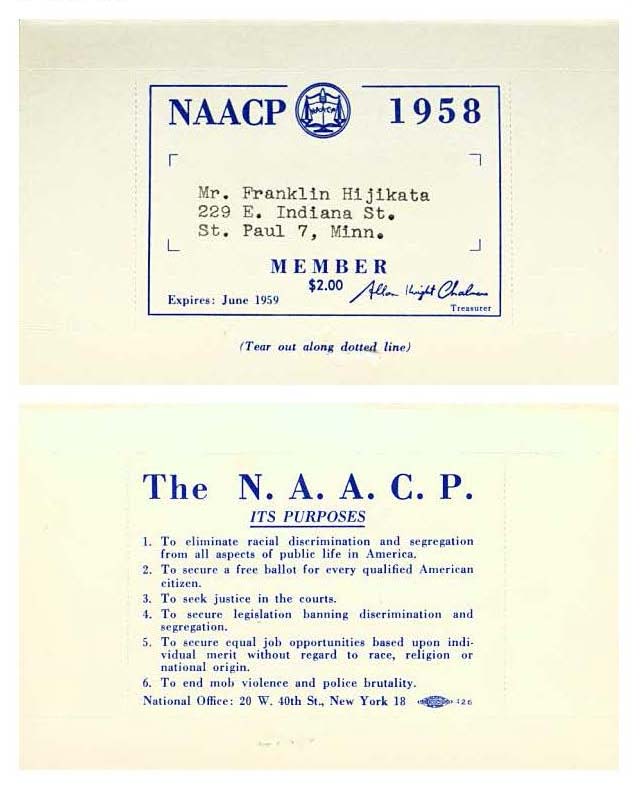 NAACP NAACP 1958
Mr. Franklin Hijikata
229 E. Indiana St.
St. Paul 7, Minn.
MEMBER
$2.00 Allan Knight Chalmers
Expires: June 1959
Treasurer
(Tear out along dotted line)
The N. A. A. C. P.
ITS PURPOSES
1. To eliminate racial discrimination and segregation
from all aspects of public life in America.
2. To secure a free ballot for every qualified American
citizen.
3. To seek justice in the courts.
4. To secure legislation banning discrimination and
segregation.
5. To secure equal job opportunities based upon indi-
vidual merit without regard to race, religion or
national origin.
6. To end mob violence and police brutality.
National Office: 20 W. 40th St., New York 18 426